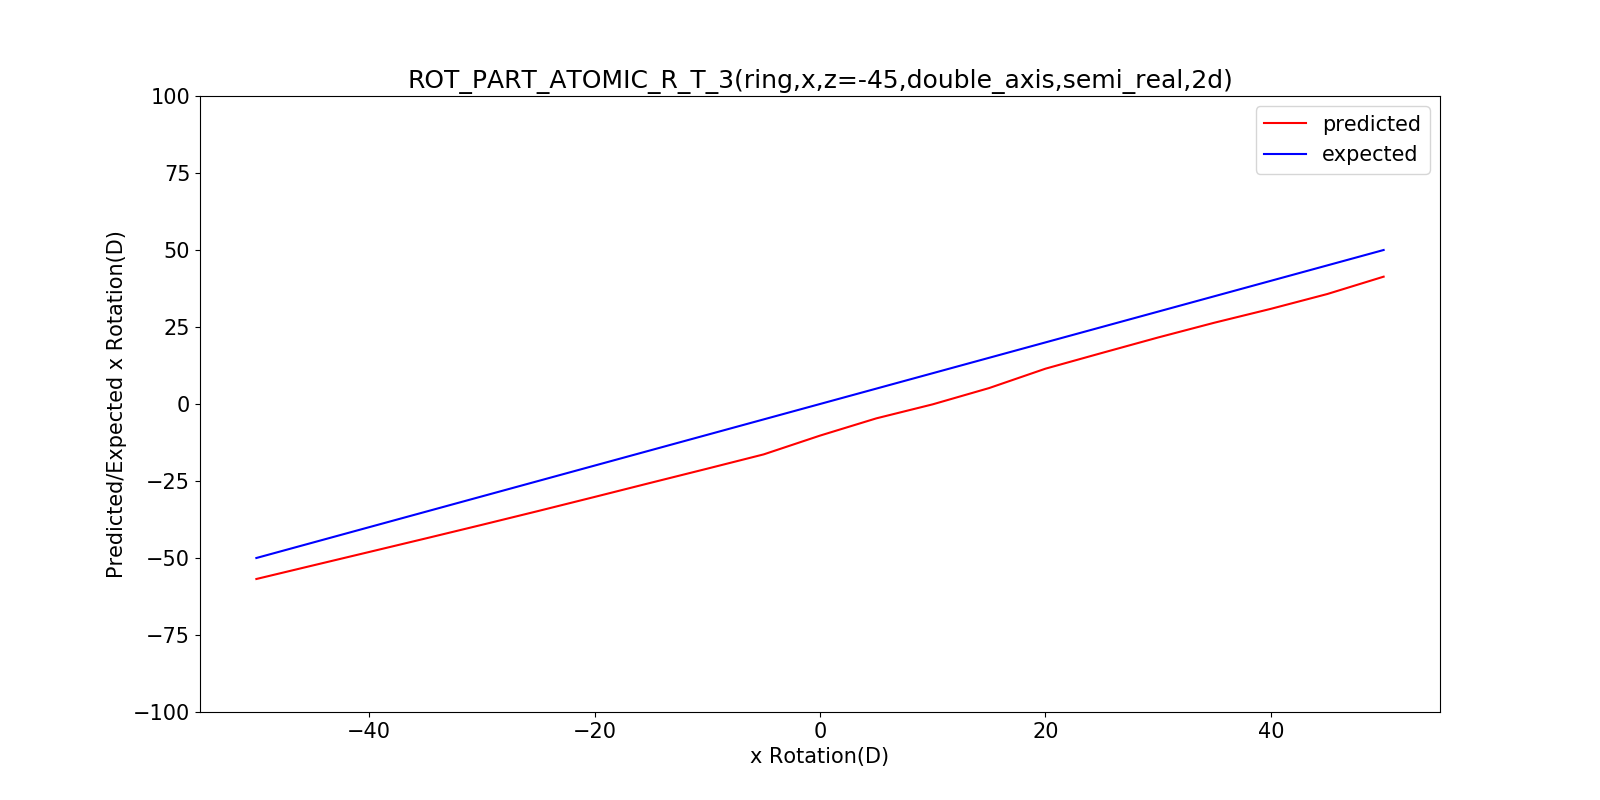 ROT_PART_ATOMIC_R_T_3(ring,x,z=-45,double_axis,semi_real,2d)
predicted
expected
Predicted/Expected x Rotation(D)
100
75
50
25
0
−25
−50
−75
−100
−40
−20
0
20
40
x Rotation(D)